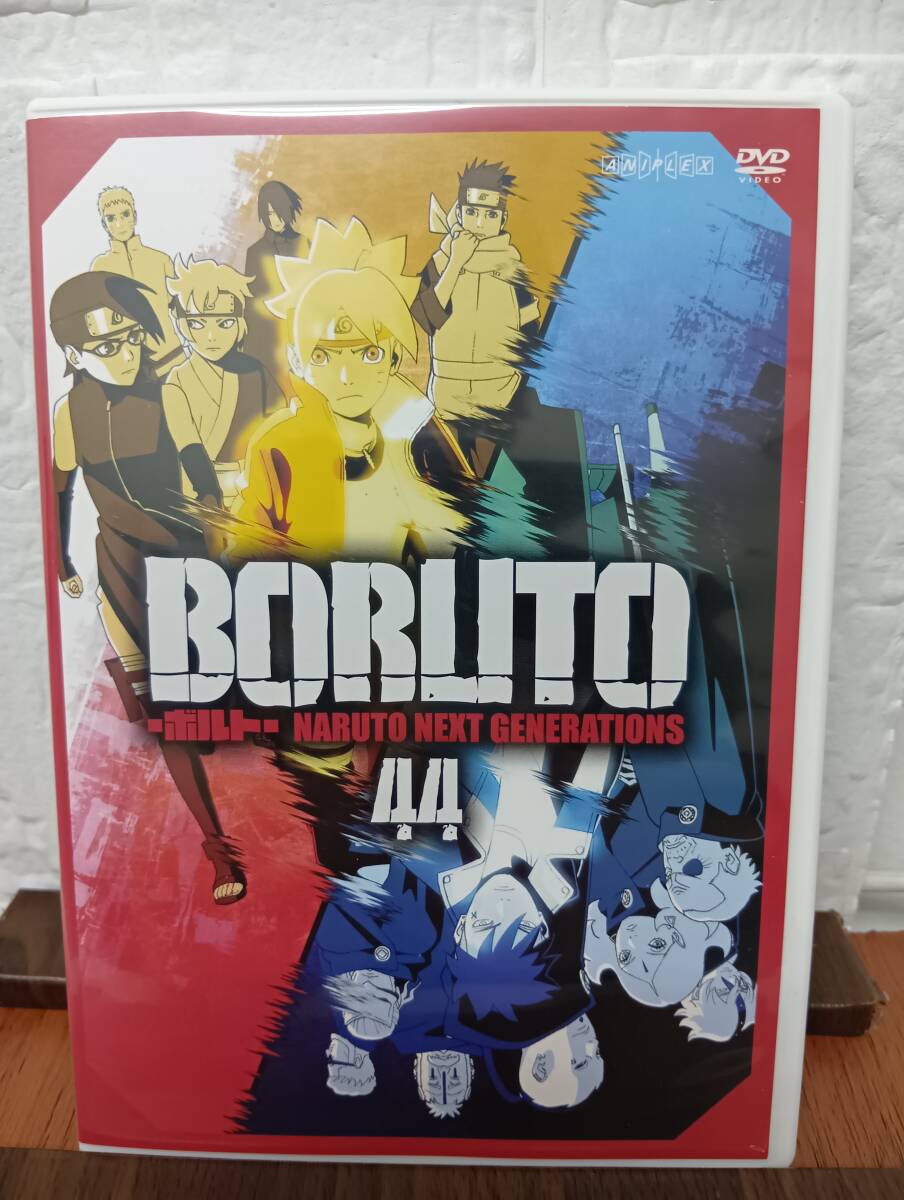 ANIPLEX
DVD
VIDEO
BORUTO
-ボルト- NARUTO NEXT GENERATIONS
44